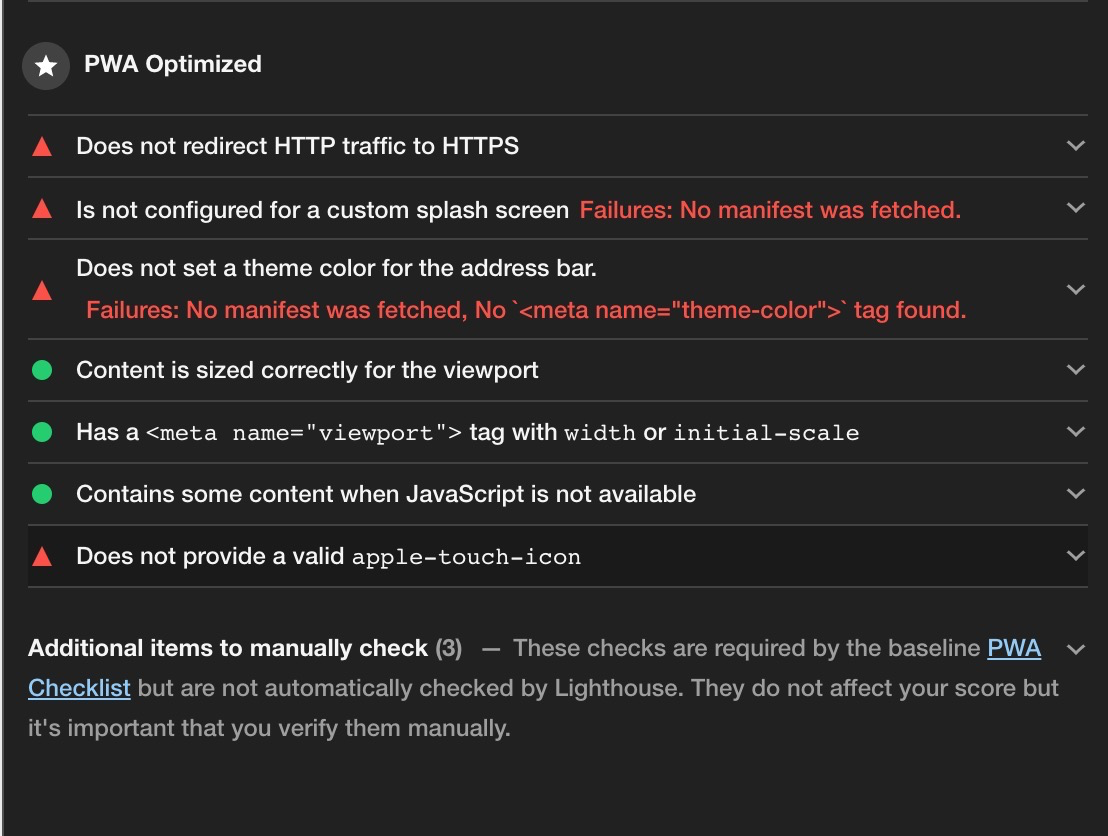 PWA Optimized
Does not redirect HTTP traffic to HTTPS
Is not configured for a custom splash screen Failures: No manifest was fetched.
Does not set a theme color for the address bar.
Failures: No manifest was fetched, No `<meta name="theme-color">` tag found.
Content is sized correctly for the viewport
Has a <meta name="viewport"> tag with width or initial-scale
Contains some content when JavaScript is not available
Does not provide a valid apple-touch-icon
Additional items to manually check (3) — These checks are required by the baseline PWA
Checklist but are not automatically checked by Lighthouse. They do not affect your score but
it's important that you verify them manually.